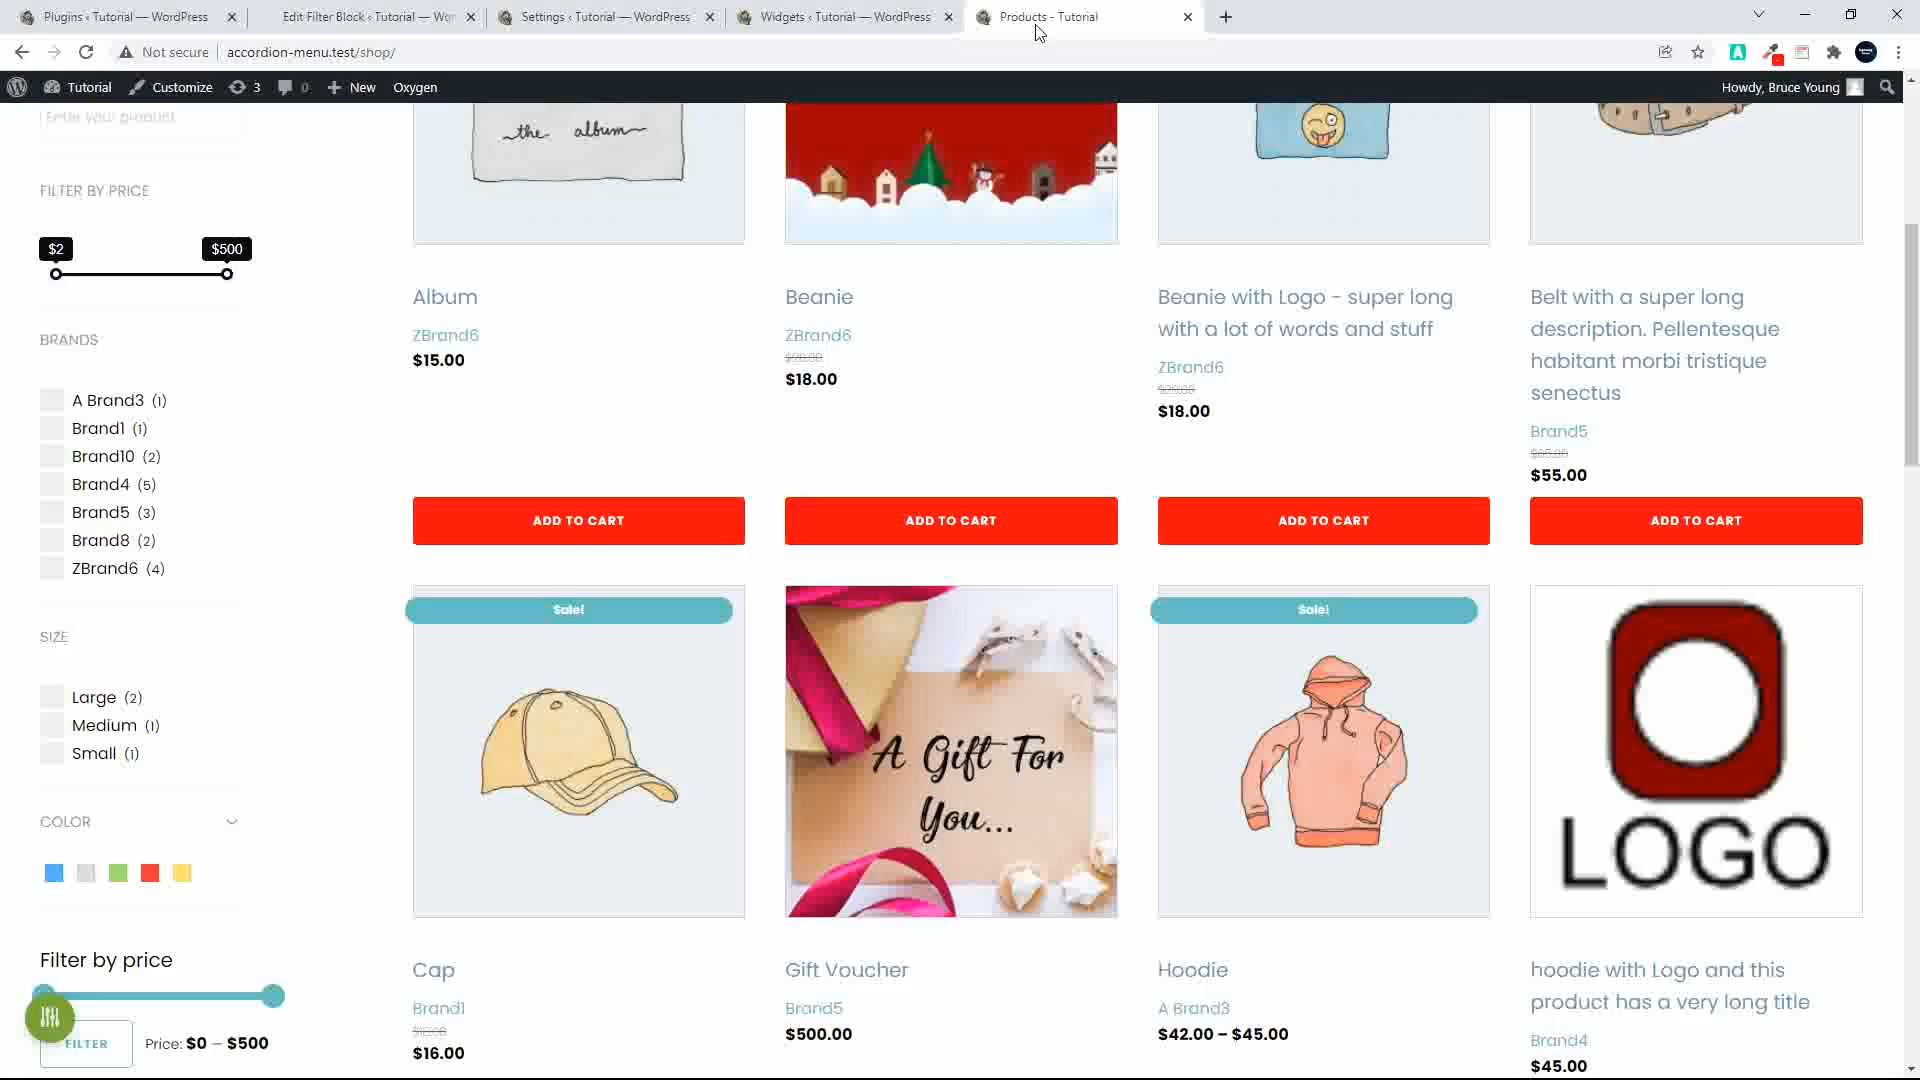 Plugins ‹ Tutorial — WordPress
Edit Filter Block ‹ Tutorial — Wor
Settings ‹ Tutorial — WordPress
Widgets ‹ Tutorial — WordPress
Products - Tutorial
Not secure
accordion-menu.test/shop/
Tutorial
Customize
3
0
New
Oxygen
Howdy, Bruce Young
Enter your product
FILTER BY PRICE
$2
$500
BRANDS
A Brand3 (1)
Brand1 (1)
Brand10 (2)
Brand4 (5)
Brand5 (3)
Brand8 (2)
ZBrand6 (4)
SIZE
Large (2)
Medium (1)
Small (1)
COLOR
Filter by price
FILTER
Price: $0 — $500
the album
Album
ZBrand6
$15.00
ADD TO CART
Beanie
ZBrand6
$18.00
ADD TO CART
Beanie with Logo - super long
with a lot of words and stuff
ZBrand6
$18.00
ADD TO CART
Belt with a super long
description. Pellentesque
habitant morbi tristique
senectus
Brand5
$55.00
ADD TO CART
Sale!
Cap
Brand1
$16.00
A Gift For
You...
Gift Voucher
Brand5
$500.00
Sale!
Hoodie
A Brand3
$42.00 – $45.00
LOGO
hoodie with Logo and this
product has a very long title
Brand4
$45.00